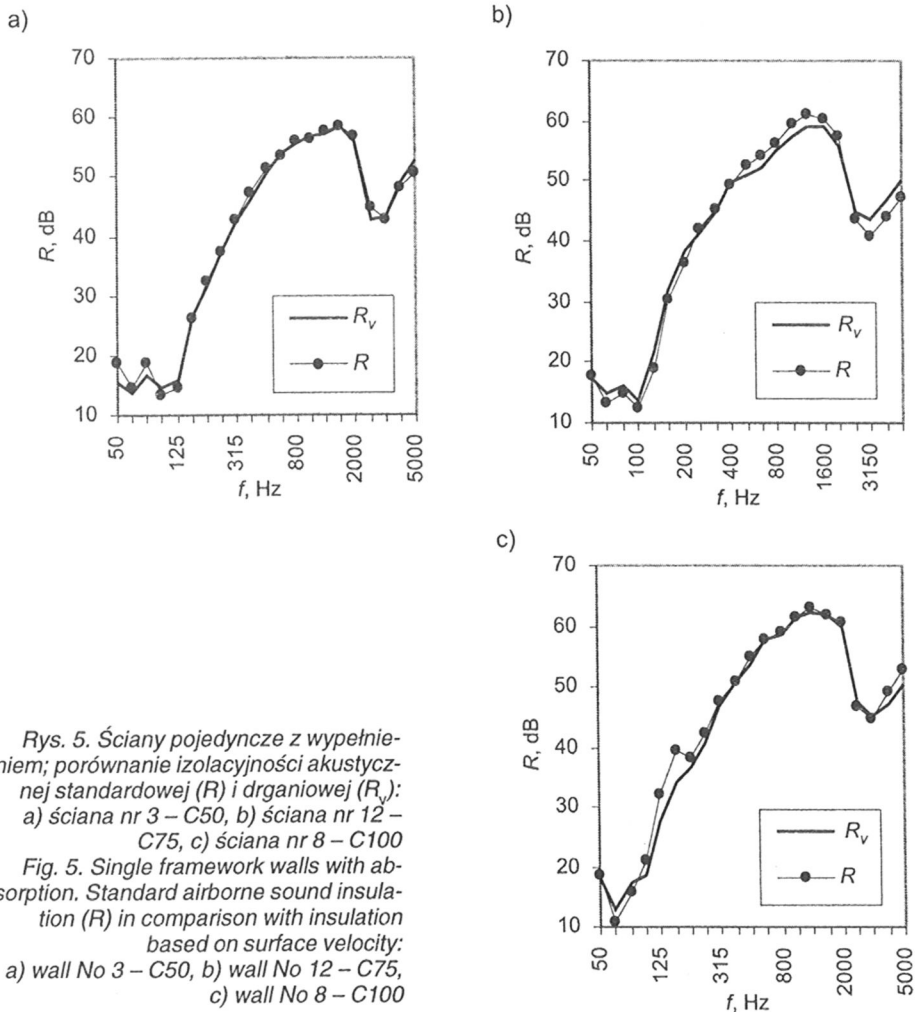 a)
70
60
50
40
30
20
10
R, dB
R_v
R
50
125
315
800
2000
5000
f, Hz
b)
70
60
50
40
30
20
10
R, dB
R_v
R
50
100
200
400
800
1600
3150
f, Hz
c)
70
60
50
40
30
20
10
R, dB
R_v
R
50
125
315
800
2000
5000
f, Hz
Rys. 5. Ściany pojedyncze z wypełnie-
niem; porównanie izolacyjności akustycz-
nej standardowej (R) i drganiowej (R_v):
a) ściana nr 3 – C50, b) ściana nr 12 –
C75, c) ściana nr 8 – C100
Fig. 5. Single framework walls with ab-
sorption. Standard airborne sound insula-
tion (R) in comparison with insulation
based on surface velocity:
a) wall No 3 – C50, b) wall No 12 – C75,
c) wall No 8 – C100